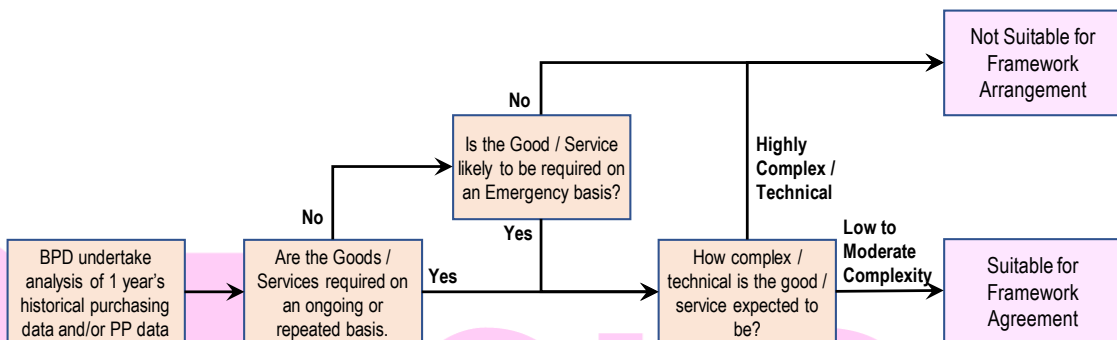 Not Suitable for
Framework
Arrangement
No
Is the Good / Service
likely to be required on
an Emergency basis?
Highly
Complex /
Technical
No
Yes
BPD undertake
analysis of 1 year's
historical purchasing
data and/or PP data
Are the Goods /
Services required on
an ongoing or
repeated basis.
Yes
How complex /
technical is the good /
service expected to
be?
Low to
Moderate
Complexity
Suitable for
Framework
Agreement